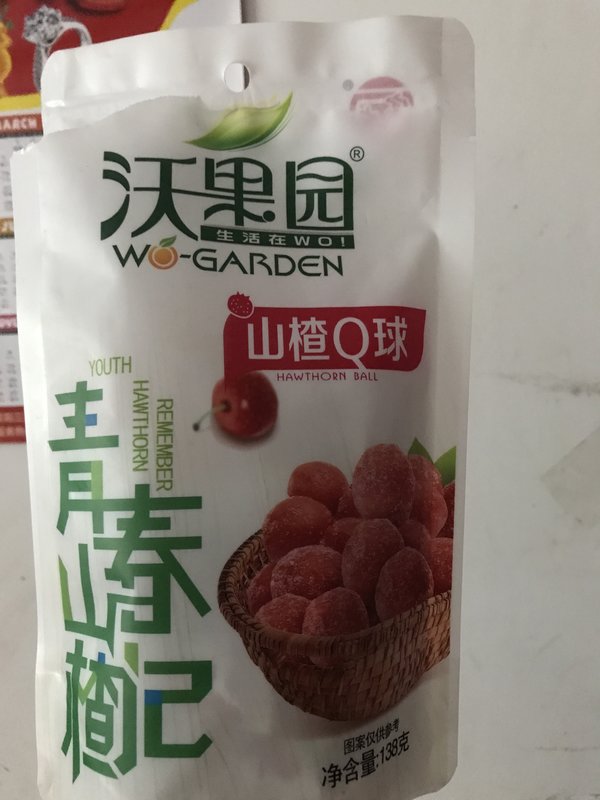 ARCH
沃果园®
生活在WO!
WO-GARDEN
山楂Q球
HAWTHORN BALL
YOUTH
HAWTHORN
REMEMBER
青春
山楂记
图案仅供参考
净含量:138克